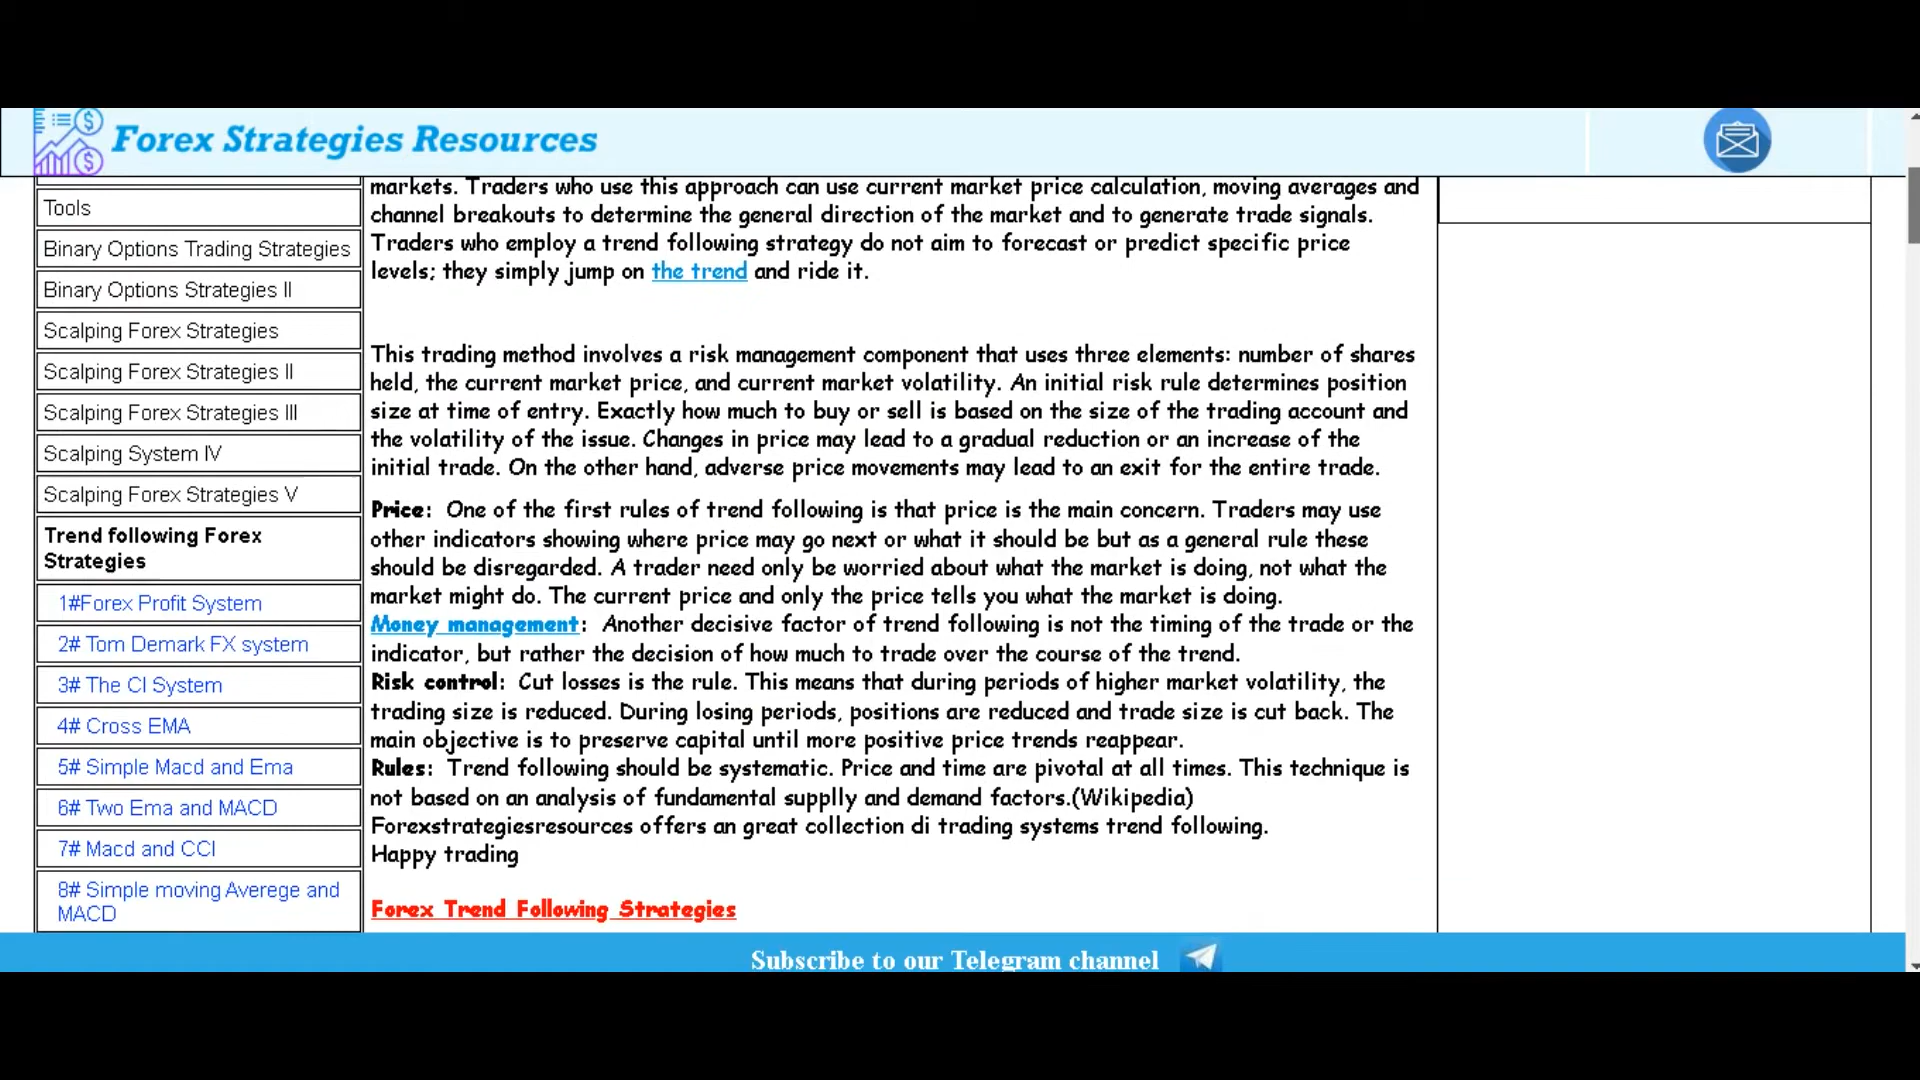 Forex Strategies Resources
Tools
Binary Options Trading Strategies
Binary Options Strategies II
Scalping Forex Strategies
Scalping Forex Strategies II
Scalping Forex Strategies III
Scalping System IV
Scalping Forex Strategies V
Trend following Forex
Strategies
1#Forex Profit System
2# Tom Demark FX system
3# The CI System
4# Cross EMA
5# Simple Macd and Ema
6# Two Ema and MACD
7# Macd and CCI
8# Simple moving Averege and
MACD
markets. Traders who use this approach can use current market price calculation, moving averages and
channel breakouts to determine the general direction of the market and to generate trade signals.
Traders who employ a trend following strategy do not aim to forecast or predict specific price
levels; they simply jump on the trend and ride it.
This trading method involves a risk management component that uses three elements: number of shares
held, the current market price, and current market volatility. An initial risk rule determines position
size at time of entry. Exactly how much to buy or sell is based on the size of the trading account and
the volatility of the issue. Changes in price may lead to a gradual reduction or an increase of the
initial trade. On the other hand, adverse price movements may lead to an exit for the entire trade.
Price: One of the first rules of trend following is that price is the main concern. Traders may use
other indicators showing where price may go next or what it should be but as a general rule these
should be disregarded. A trader need only be worried about what the market is doing, not what the
market might do. The current price and only the price tells you what the market is doing.
Money management: Another decisive factor of trend following is not the timing of the trade or the
indicator, but rather the decision of how much to trade over the course of the trend.
Risk control: Cut losses is the rule. This means that during periods of higher market volatility, the
trading size is reduced. During losing periods, positions are reduced and trade size is cut back. The
main objective is to preserve capital until more positive price trends reappear.
Rules: Trend following should be systematic. Price and time are pivotal at all times. This technique is
not based on an analysis of fundamental supplly and demand factors.(Wikipedia)
Forexstrategiesresources offers an great collection di trading systems trend following.
Happy trading
Forex Trend Following Strategies
Subscribe to our Telegram channel